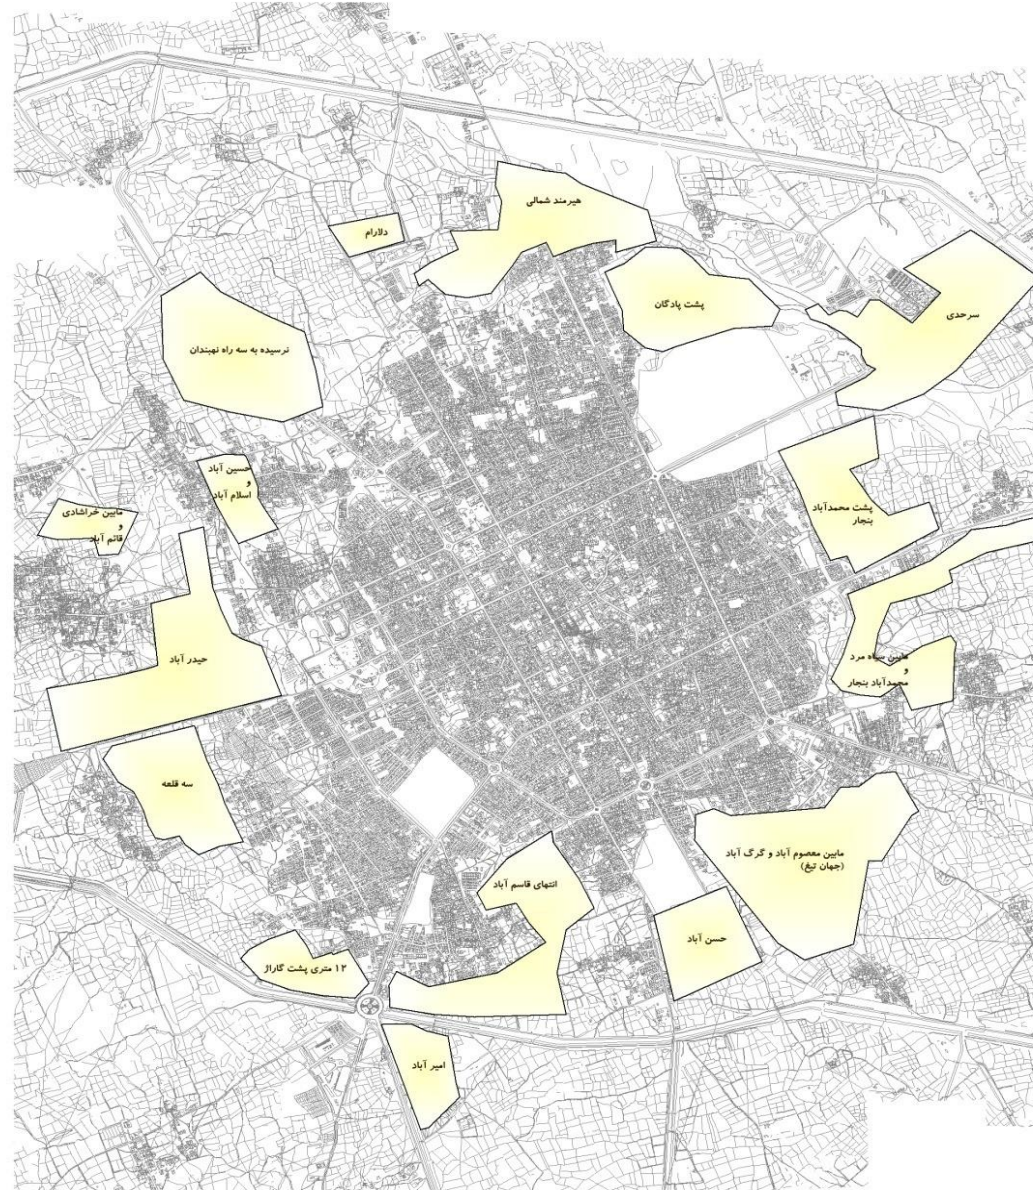 هیرمند شمالی
دلارام
پشت پادگان
سرحدی
نرسیده به سه راه نهبندان
حسین آباد
و
اسلام آباد
مابین خراشادی
و
قائم آباد
پشت محمدآباد
بنجار
مابین سیاه مرد
و
محمدآباد بنجار
حیدر آباد
سه قلعه
مابین معصوم آباد و گرگ آباد
(جهان تیغ)
انتهای قاسم آباد
حسن آباد
۱۲ متری پشت گاراژ
امیر آباد